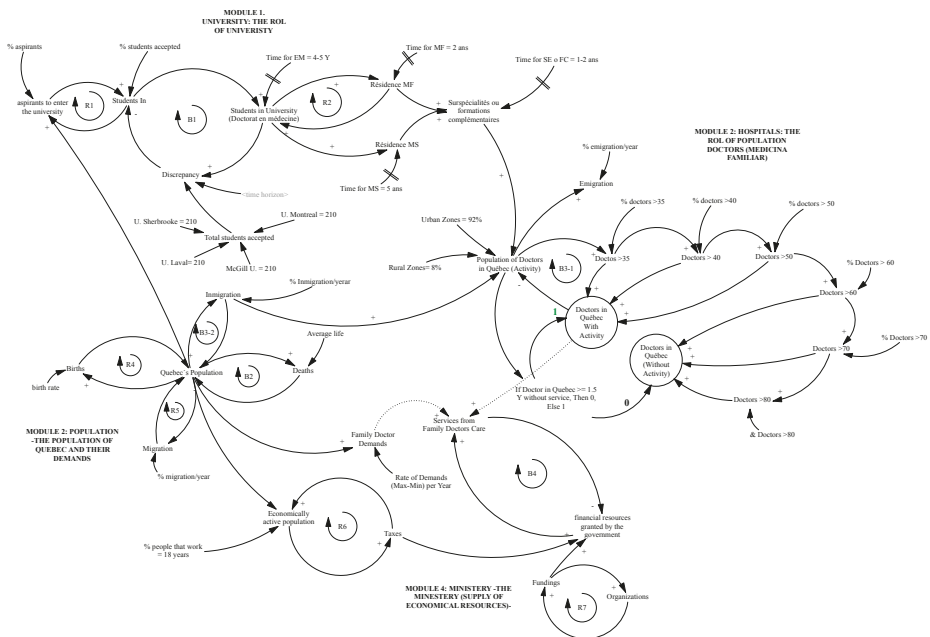 MODULE 1.
UNIVERSITY: THE ROL
OF UNIVERISTY
% aspirants
% students accepted
Time for EM = 4-5 Y
Time for MF = 2 ans
Time for SE o FC = 1-2 ans
aspirants to enter
the university
R1
Students In
B1
Students in University
(Doctorat en médecine)
R2
Résidence MF
Surspécialités ou
formations
complémentaires
Résidence MS
Time for MS = 5 ans
Discrepancy
<time horizon>
U. Sherbrooke = 210
U. Montreal = 210
Total students accepted
U. Laval= 210
McGill U. = 210
MODULE 2: HOSPITALS: THE
ROL OF POPULATION
DOCTORS (MEDICINA
FAMILIAR)
% emigration/year
Emigration
% doctors >35
% doctors >40
% doctors > 50
Urban Zones = 92%
Rural Zones= 8%
Population of Doctors
in Québec (Activity)
B3-1
Doctos >35
Doctors > 40
Doctors >50
% Doctors > 60
Doctors >60
% Doctors >70
Doctors >70
Doctors >80
& Doctors >80
1
Doctors in
Québec
With
Activity
Doctors in
Québec
(Without
Activity)
0
If Doctor in Quebec >= 1.5
Y without service, Then 0,
Else 1
Inmigration
% Inmigration/yerar
B3-2
Average life
Births
R4
birth rate
Quebec´s Population
B2
Deaths
R5
Migration
% migration/year
MODULE 2: POPULATION
-THE POPULATION OF
QUEBEC AND THEIR
DEMANDS
Family Doctor
Demands
Rate of Demands
(Max-Min) per Year
Services from
Family Doctors Care
B4
Economically
active population
R6
Taxes
% people that work
= 18 years
financial resources
granted by the
government
MODULE 4: MINISTERY -THE
MINESTERY (SUPPLY OF
ECONOMICAL RESOURCES)-
Fundings
R7
Organizations